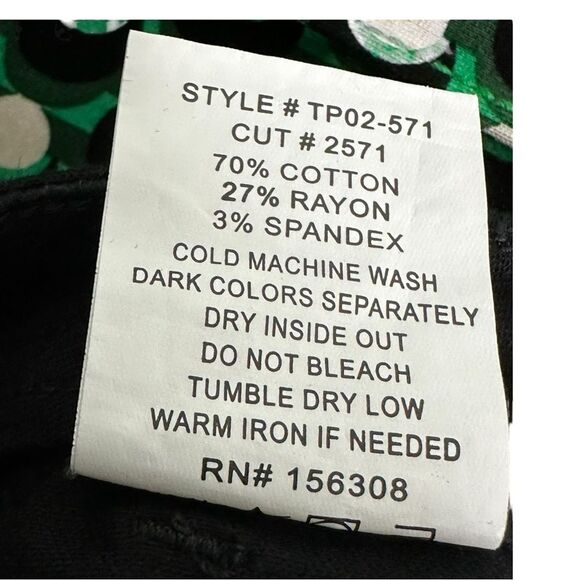 STYLE # TP02-571
CUT # 2571
70% COTTON
27% RAYON
3% SPANDEX
COLD MACHINE WASH
DARK COLORS SEPARATELY
DRY INSIDE OUT
DO NOT BLEACH
TUMBLE DRY LOW
WARM IRON IF NEEDED
RN# 156308